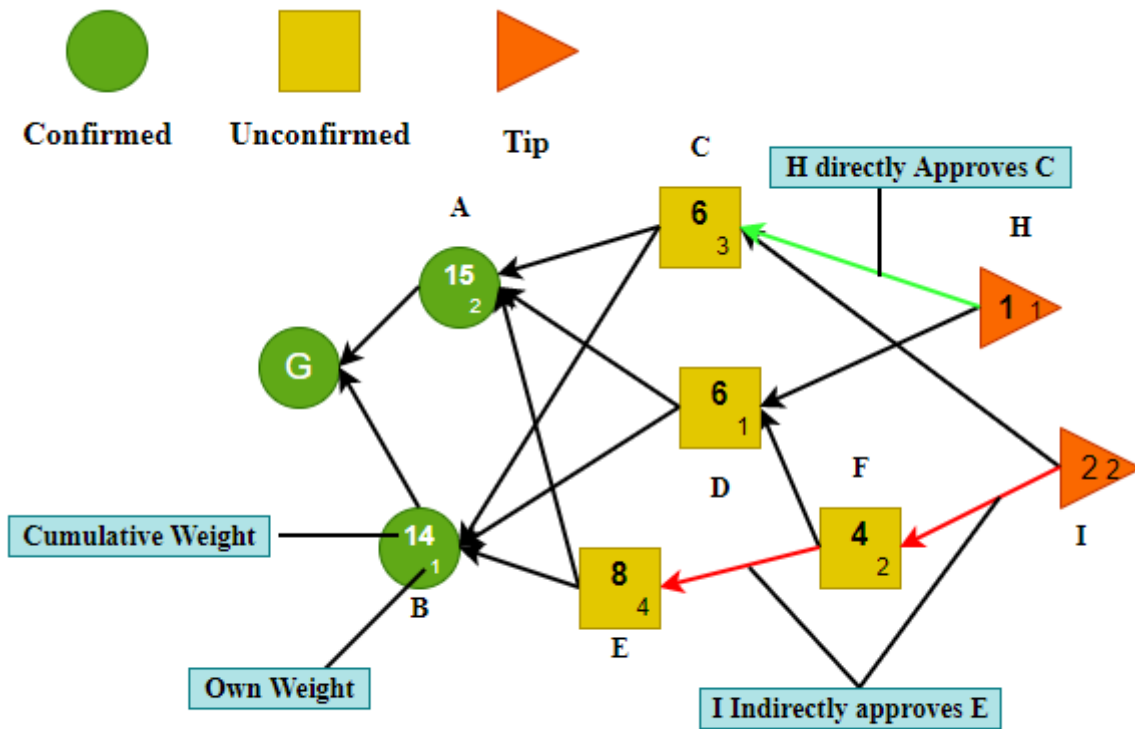 Confirmed
Unconfirmed
Tip
C
H directly Approves C
A
6
3
H
15
2
1 1
G
6
1
D
F
2 2
I
Cumulative Weight
14
1
B
4
2
8
4
E
Own Weight
I Indirectly approves E